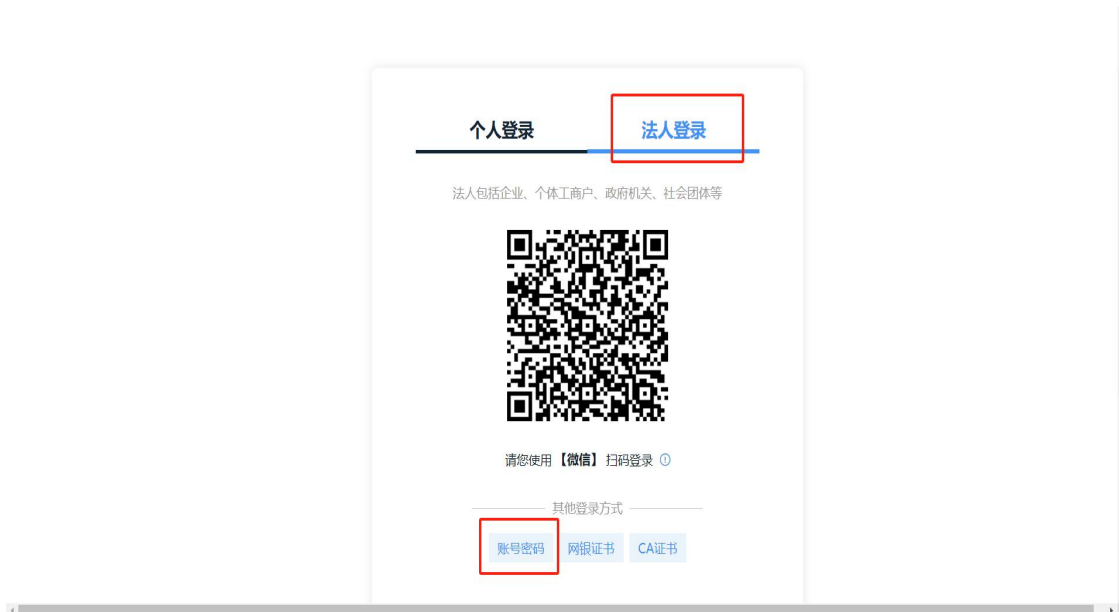 个人登录 法人登录
法人包括企业、个体工商户、政府机关、社会团体等
请您使用【微信】扫码登录
其他登录方式
账号密码 网银证书 CA证书